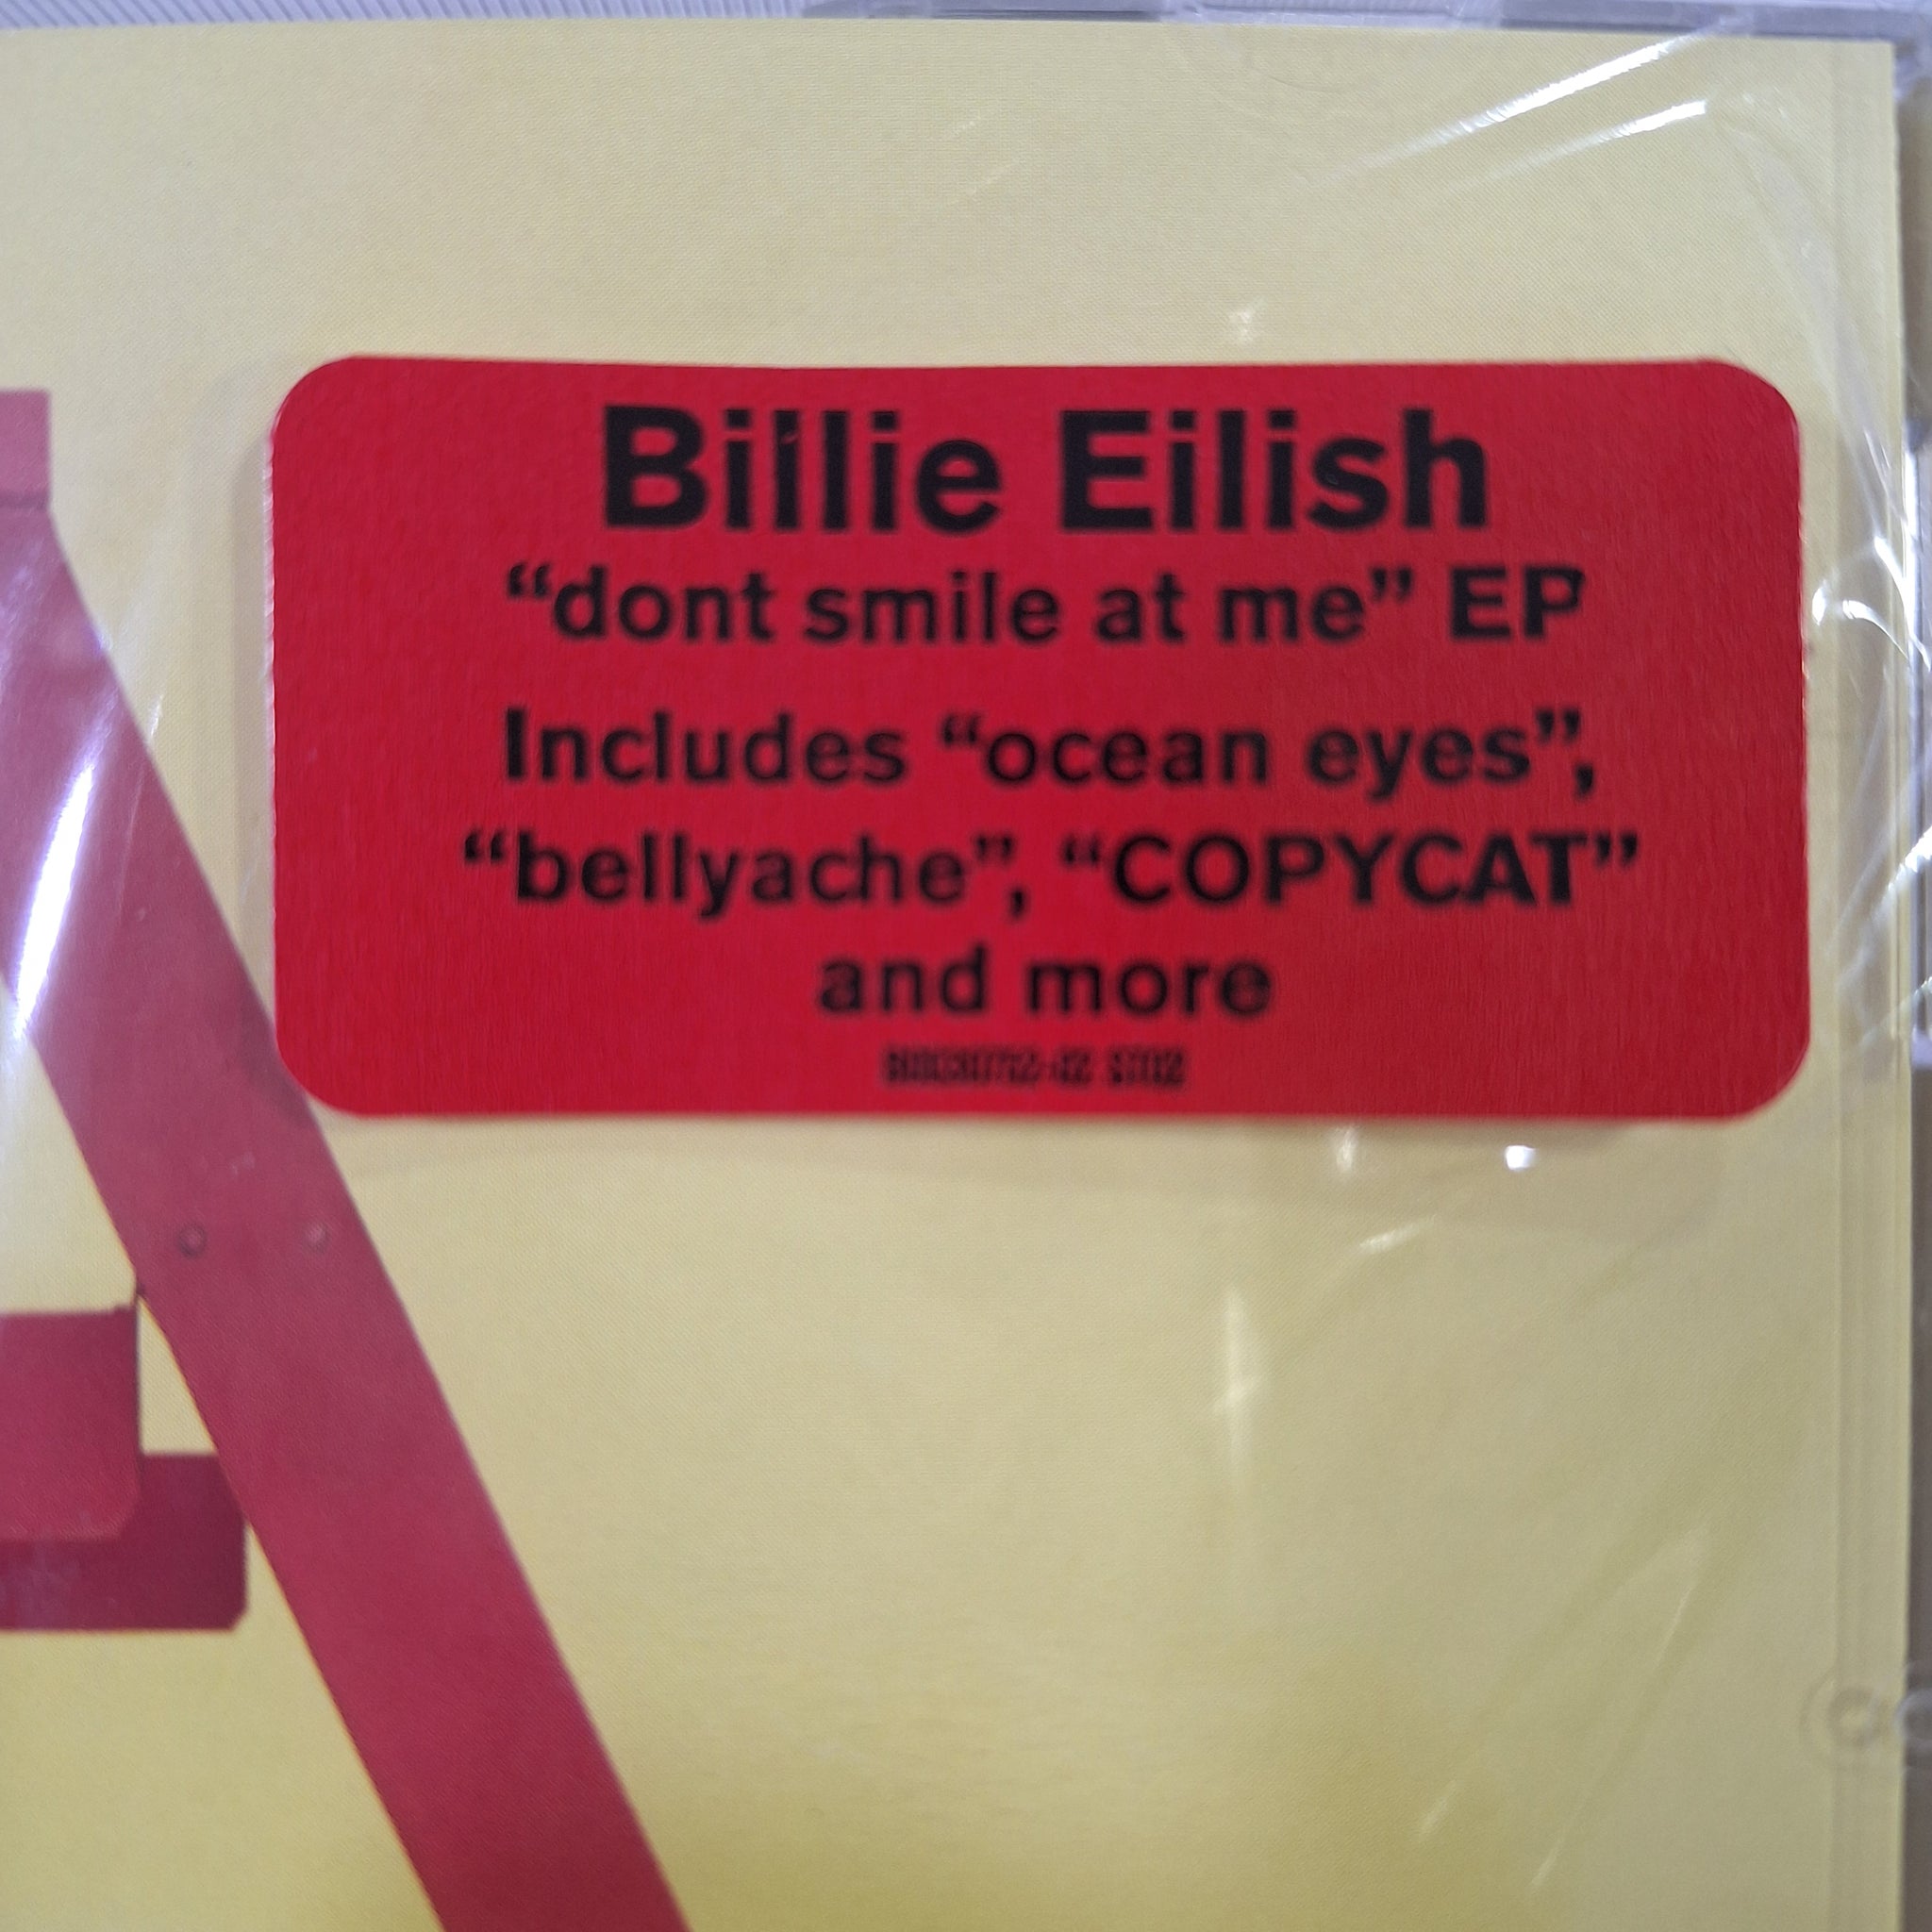 Billie Eilish
“dont smile at me” EP
Includes “ocean eyes”,
“bellyache”, “COPYCAT”
and more